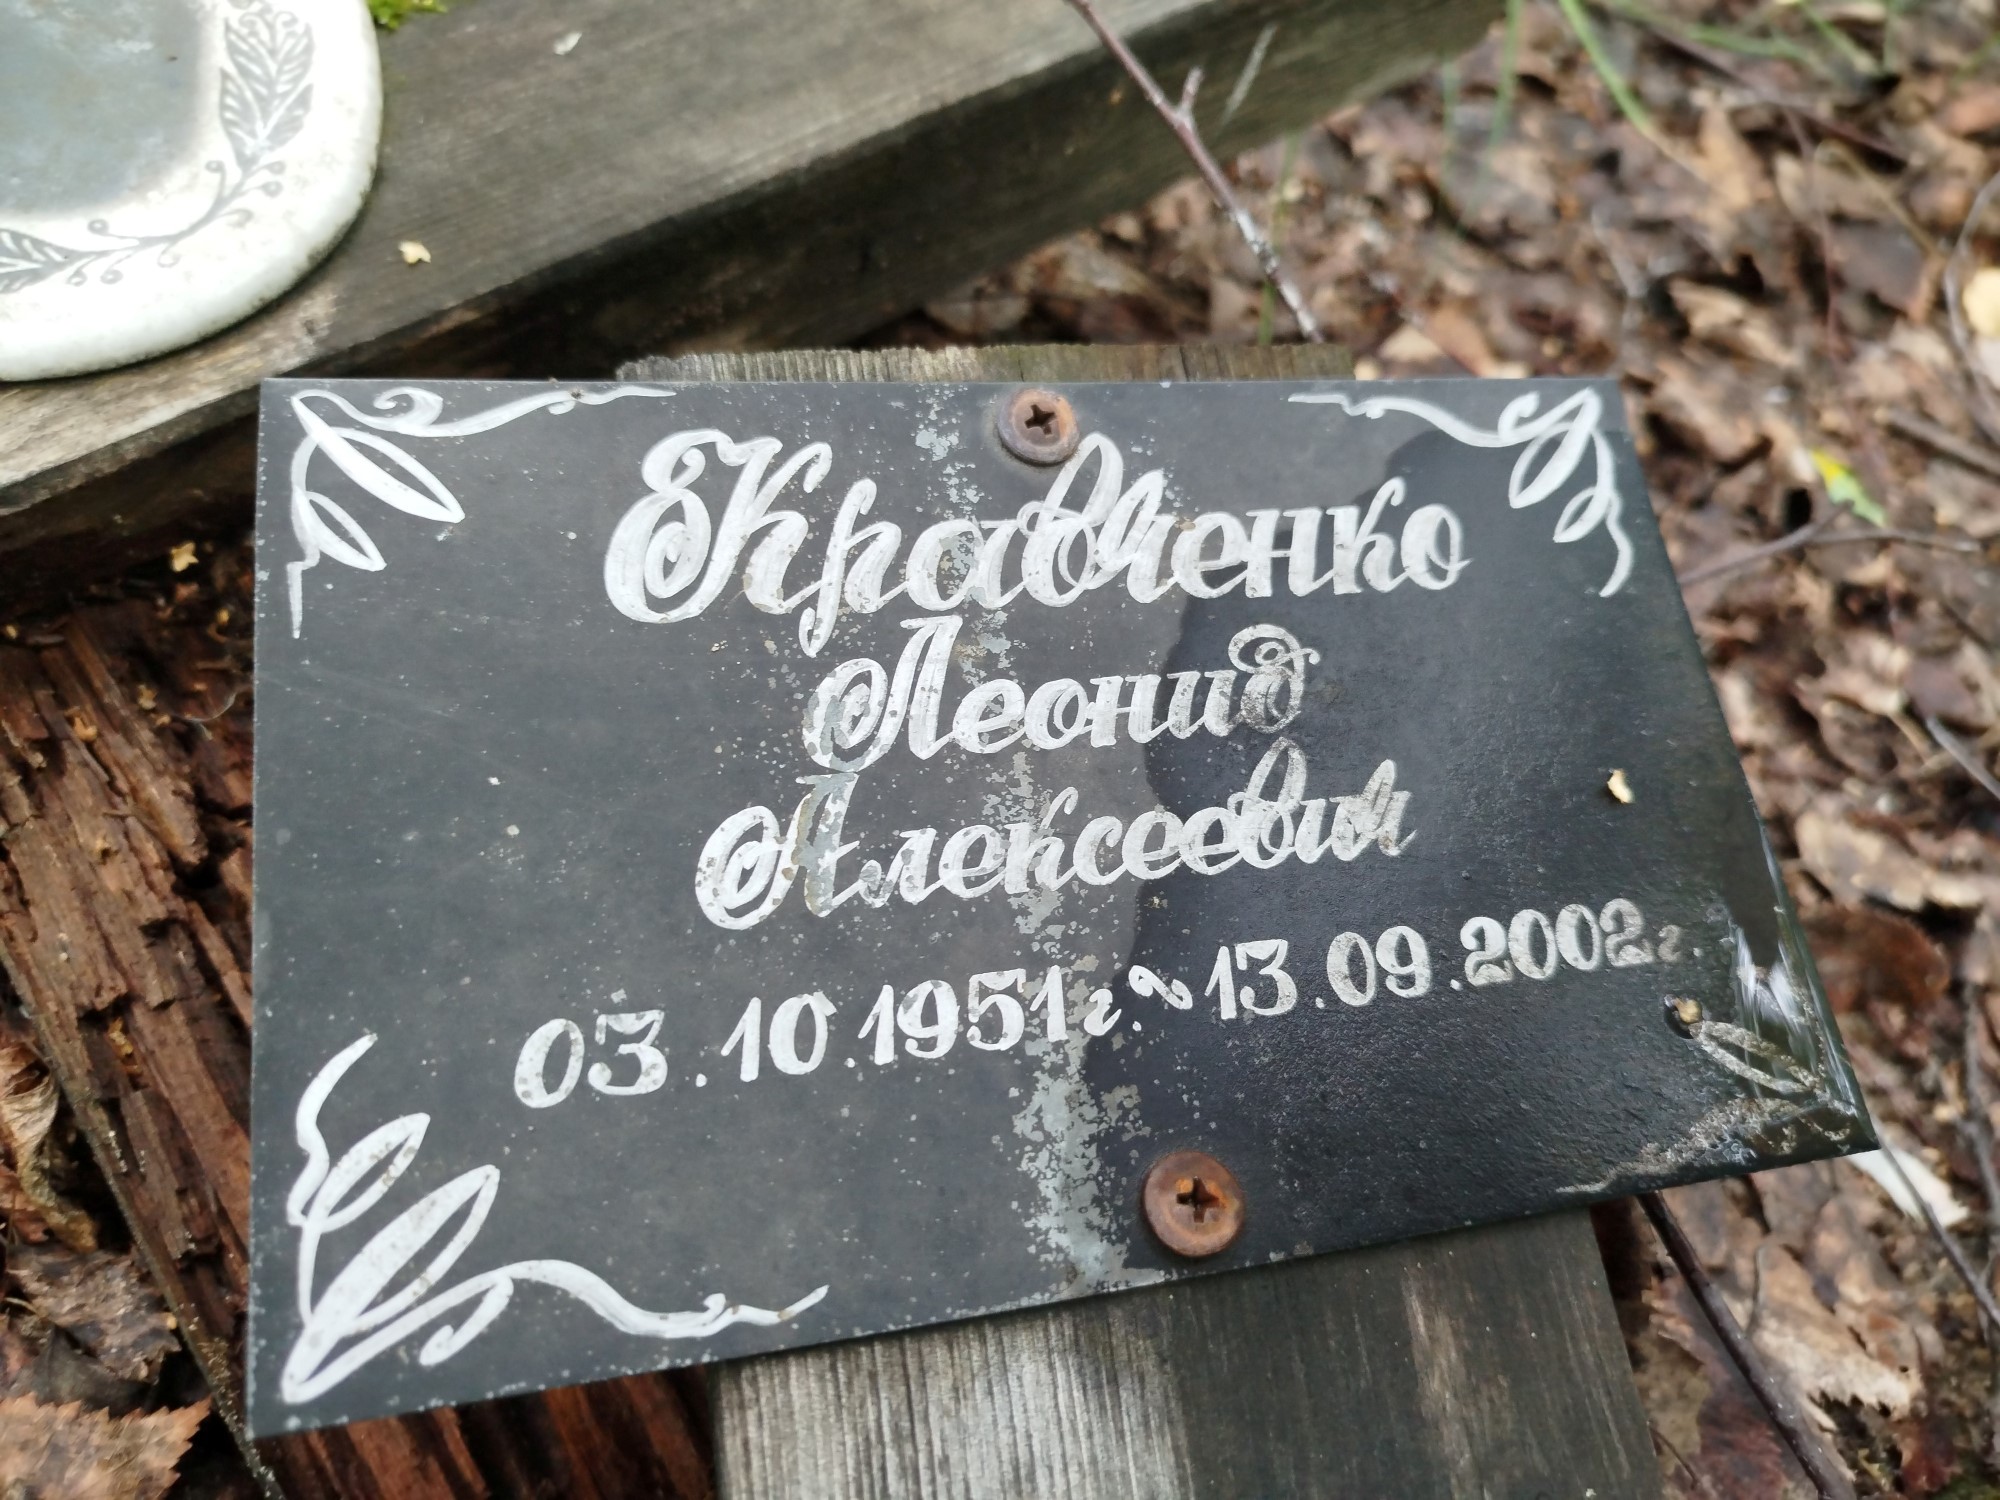 Кравченко
Леонид
Алексеевич
03.10.1951г. ~ 13.09.2002г.